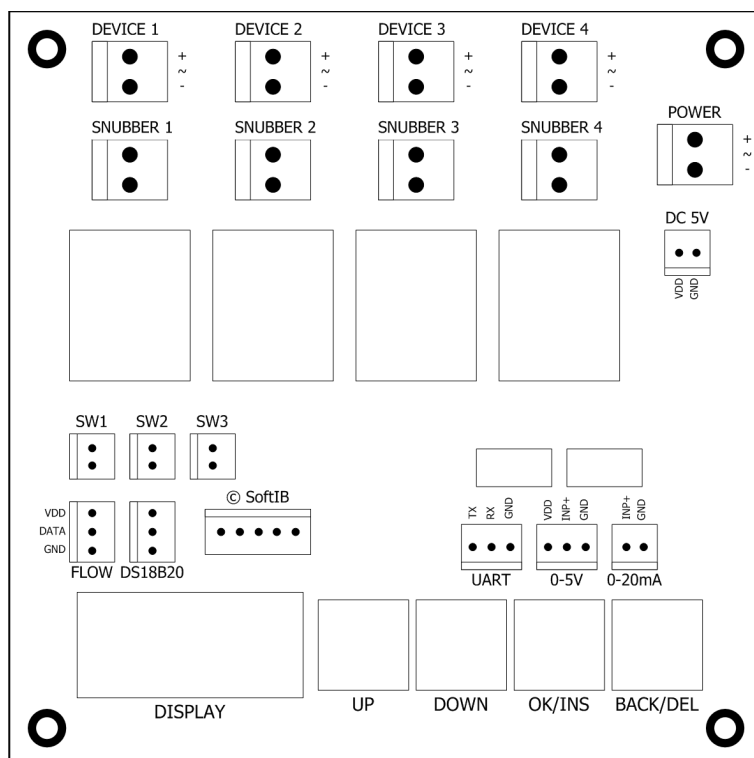 DEVICE 1 DEVICE 2 DEVICE 3 DEVICE 4
+ + + +
~ ~ ~ ~
- - - -
SNUBBER 1 SNUBBER 2 SNUBBER 3 SNUBBER 4
POWER
+
~
-
DC 5V
VDD
GND
SW1 SW2 SW3
VDD
DATA
GND
FLOW DS18B20
© SoftIB
TX
RX
GND
UART
VDD
INP+
GND
0-5V
INP+
GND
0-20mA
DISPLAY
UP DOWN OK/INS BACK/DEL